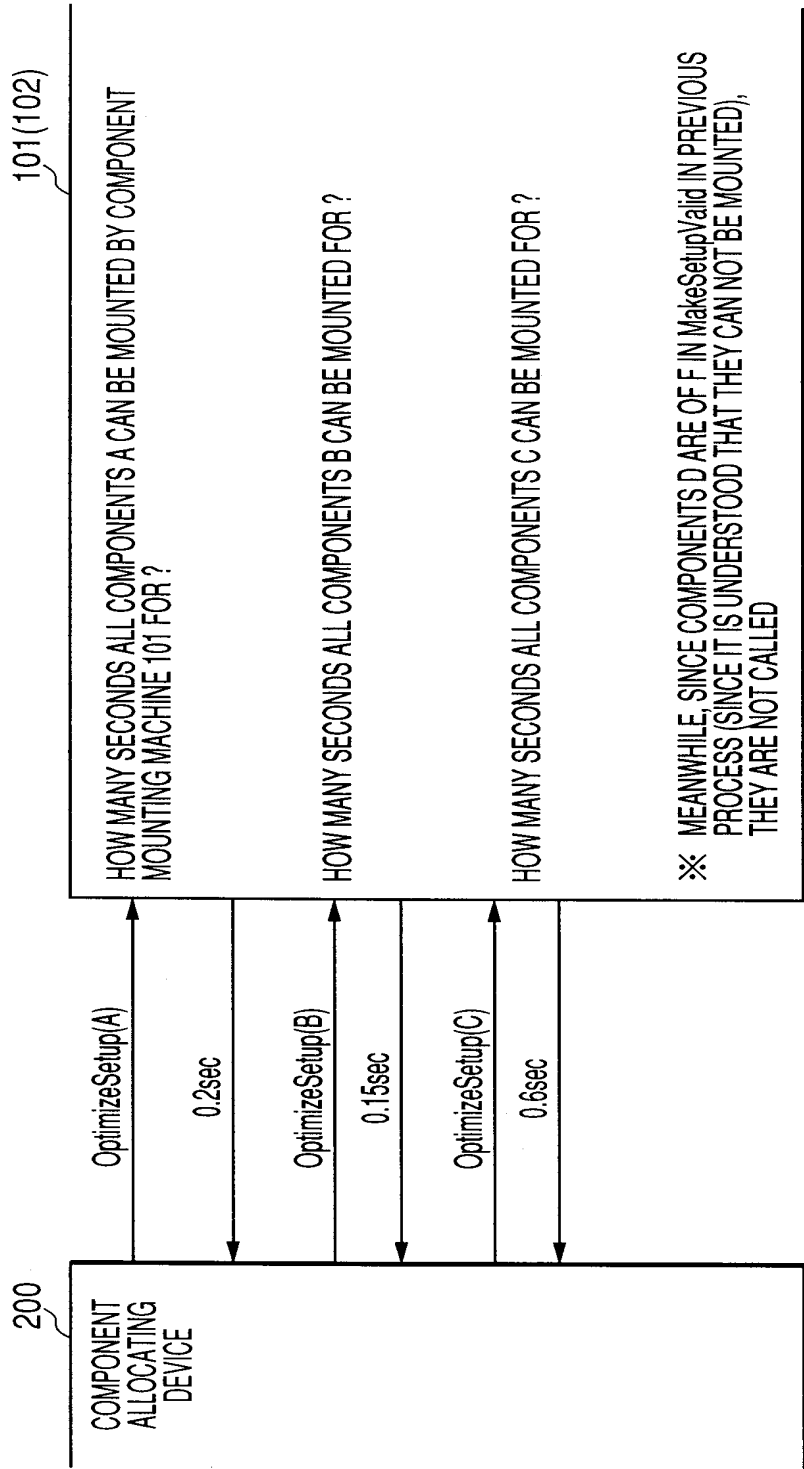 200
COMPONENT
ALLOCATING
DEVICE
101(102)
OptimizeSetup(A)
HOW MANY SECONDS ALL COMPONENTS A CAN BE MOUNTED BY COMPONENT
MOUNTING MACHINE 101 FOR ?
0.2sec
OptimizeSetup(B)
HOW MANY SECONDS ALL COMPONENTS B CAN BE MOUNTED FOR ?
0.15sec
OptimizeSetup(C)
HOW MANY SECONDS ALL COMPONENTS C CAN BE MOUNTED FOR ?
0.6sec
※ MEANWHILE, SINCE COMPONENTS D ARE OF F IN MakeSetupValid IN PREVIOUS
PROCESS (SINCE IT IS UNDERSTOOD THAT THEY CAN NOT BE MOUNTED),
THEY ARE NOT CALLED